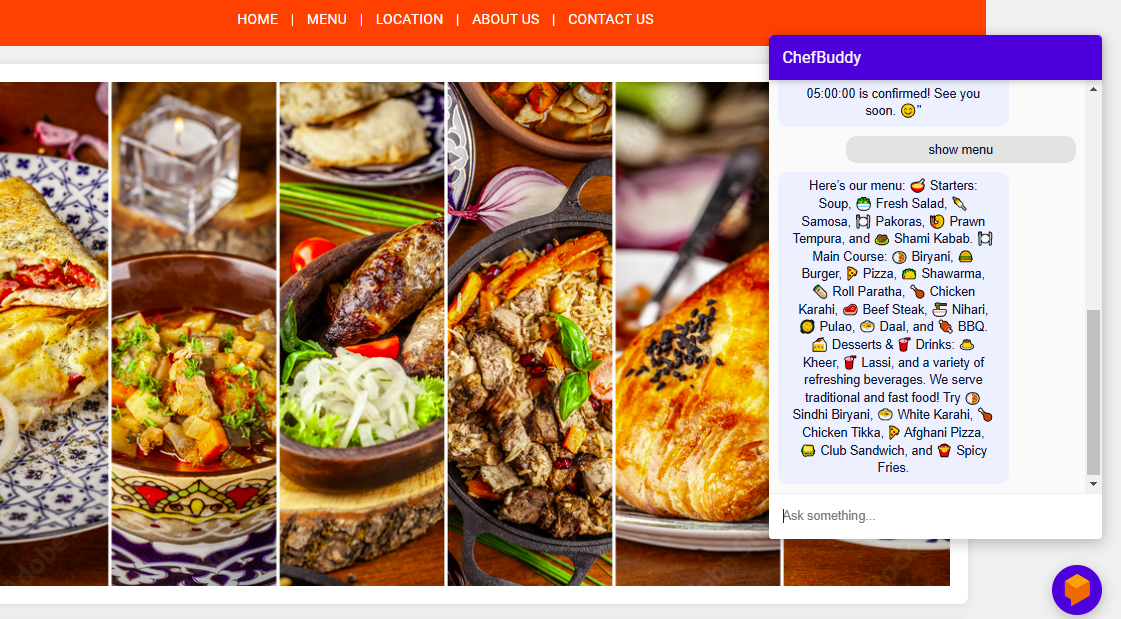 HOME | MENU | LOCATION | ABOUT US | CONTACT US
ChefBuddy
05:00:00 is confirmed! See you
soon. 😊"
show menu
Here's our menu: 🥣 Starters:
Soup, 🥗 Fresh Salad, 🍢
Samosa, 🍽 Pakoras, 🍤 Prawn
Tempura, and 🥙 Shami Kabab. 🍽
Main Course: 🍛 Biryani, 🍔
Burger, 🍕 Pizza, 🌮 Shawarma,
🌯 Roll Paratha, 🍗 Chicken
Karahi, 🥩 Beef Steak, 🍜 Nihari,
🥘 Pulao, 🍲 Daal, and 🍖 BBQ.
🍰 Desserts & 🥤 Drinks: 🍮
Kheer, 🥤 Lassi, and a variety of
refreshing beverages. We serve
traditional and fast food! Try 🍛
Sindhi Biryani, 🍲 White Karahi, 🍗
Chicken Tikka, 🍕 Afghani Pizza,
🥪 Club Sandwich, and 🍟 Spicy
Fries.
Ask something...